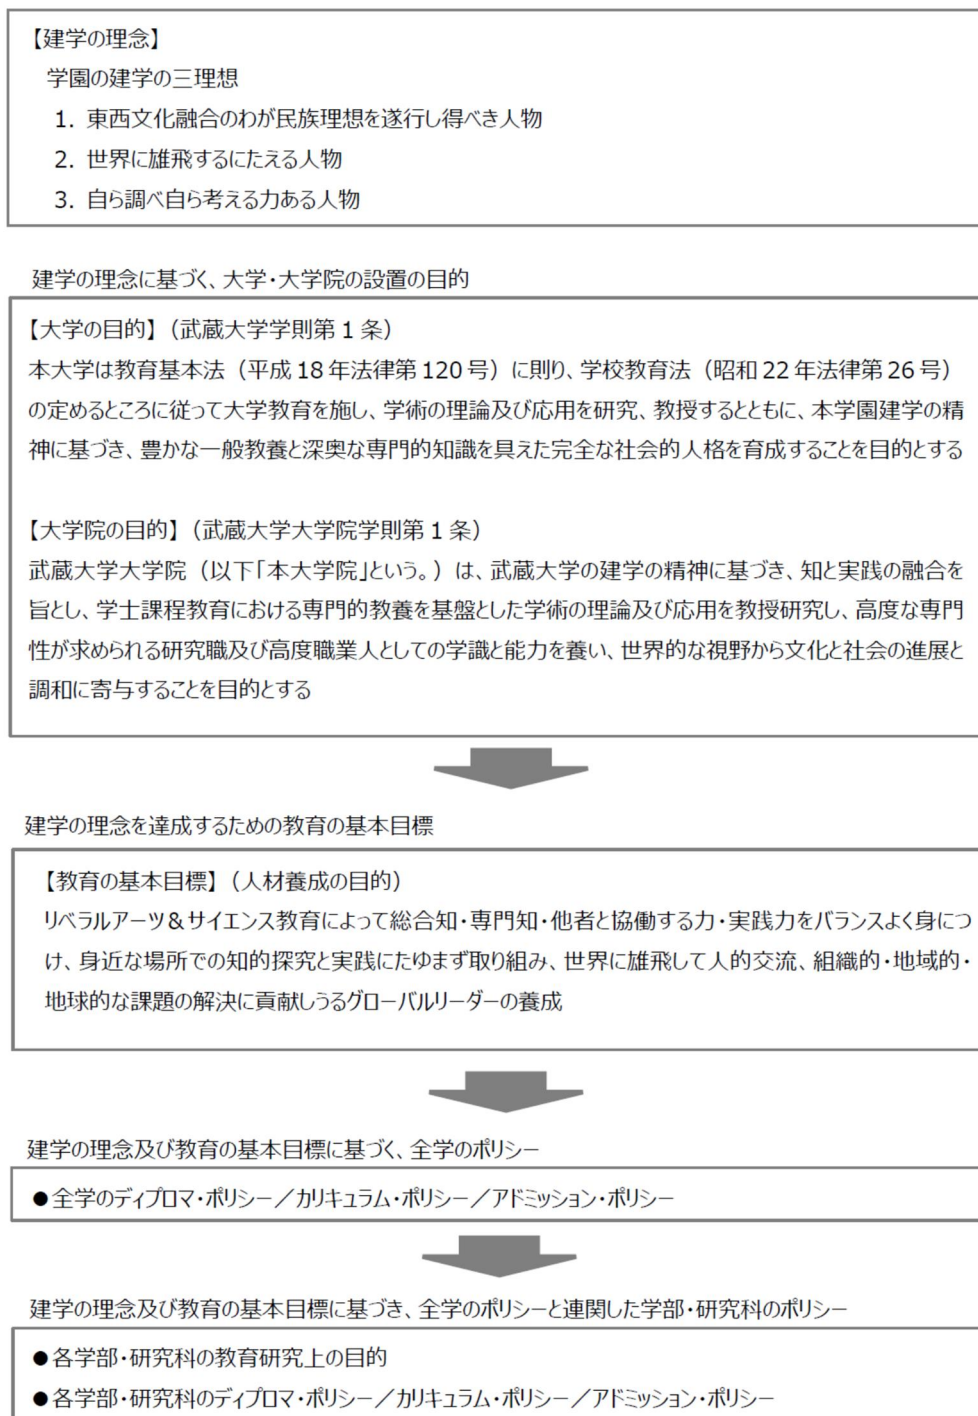 【建学の理念】
学園の建学の三理想
1. 東西文化融合のわが民族理想を遂行し得べき人物
2. 世界に雄飛するにたえる人物
3. 自ら調べ自ら考える力ある人物
建学の理念に基づく、大学・大学院の設置の目的
【大学の目的】（武蔵大学学則第 1 条）
本大学は教育基本法（平成 18 年法律第 120 号）に則り、学校教育法（昭和 22 年法律第 26 号）
の定めるところに従って大学教育を施し、学術の理論及び応用を研究、教授するとともに、本学園建学の精
神に基づき、豊かな一般教養と深奥な専門的知識を具えた完全な社会的人格を育成することを目的とする
【大学院の目的】（武蔵大学大学院学則第 1 条）
武蔵大学大学院（以下「本大学院」という。）は、武蔵大学の建学の精神に基づき、知と実践の融合を
旨とし、学士課程教育における専門的教養を基盤とした学術の理論及び応用を教授研究し、高度な専門
性が求められる研究職及び高度職業人としての学識と能力を養い、世界的な視野から文化と社会の進展と
調和に寄与することを目的とする
建学の理念を達成するための教育の基本目標
【教育の基本目標】（人材養成の目的）
リベラルアーツ＆サイエンス教育によって総合知・専門知・他者と協働する力・実践力をバランスよく身につ
け、身近な場所での知的探究と実践にたゆまず取り組み、世界に雄飛して人的交流、組織的・地域的・
地球的な課題の解決に貢献しうるグローバルリーダーの養成
建学の理念及び教育の基本目標に基づく、全学のポリシー
●全学のディプロマ・ポリシー／カリキュラム・ポリシー／アドミッション・ポリシー
建学の理念及び教育の基本目標に基づき、全学のポリシーと連関した学部・研究科のポリシー
●各学部・研究科の教育研究上の目的
●各学部・研究科のディプロマ・ポリシー／カリキュラム・ポリシー／アドミッション・ポリシー